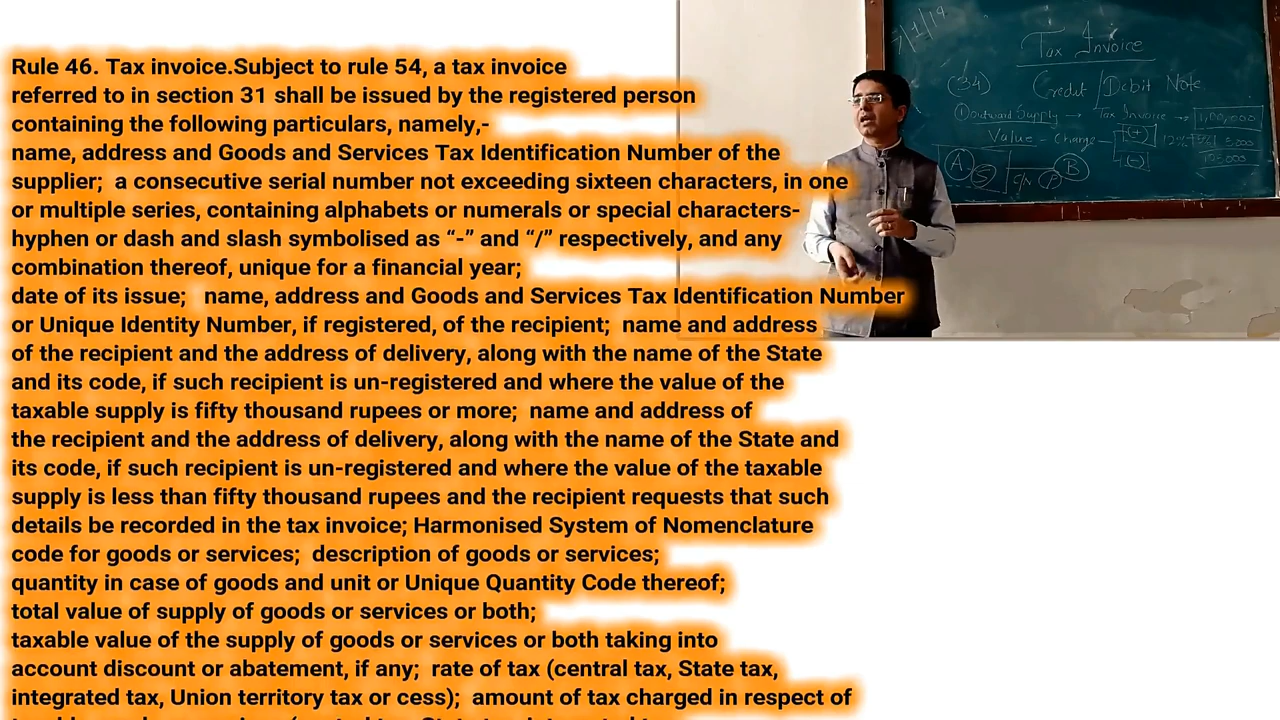 Rule 46. Tax invoice.Subject to rule 54, a tax invoice
referred to in section 31 shall be issued by the registered person
containing the following particulars, namely,-
name, address and Goods and Services Tax Identification Number of the
supplier;  a consecutive serial number not exceeding sixteen characters, in one
or multiple series, containing alphabets or numerals or special characters-
hyphen or dash and slash symbolised as “-” and “/” respectively, and any
combination thereof, unique for a financial year;
date of its issue;   name, address and Goods and Services Tax Identification Number
or Unique Identity Number, if registered, of the recipient;  name and address
of the recipient and the address of delivery, along with the name of the State
and its code, if such recipient is un-registered and where the value of the
taxable supply is fifty thousand rupees or more;  name and address of
the recipient and the address of delivery, along with the name of the State and
its code, if such recipient is un-registered and where the value of the taxable
supply is less than fifty thousand rupees and the recipient requests that such
details be recorded in the tax invoice; Harmonised System of Nomenclature
code for goods or services;  description of goods or services;
quantity in case of goods and unit or Unique Quantity Code thereof;
total value of supply of goods or services or both;
taxable value of the supply of goods or services or both taking into
account discount or abatement, if any;  rate of tax (central tax, State tax,
integrated tax, Union territory tax or cess);  amount of tax charged in respect of
Tax Invoice
(34) Credit / Debit Note
Outward Supply → Tax Invoice → 1,00,000
Value - Change (+)
(-)
A B